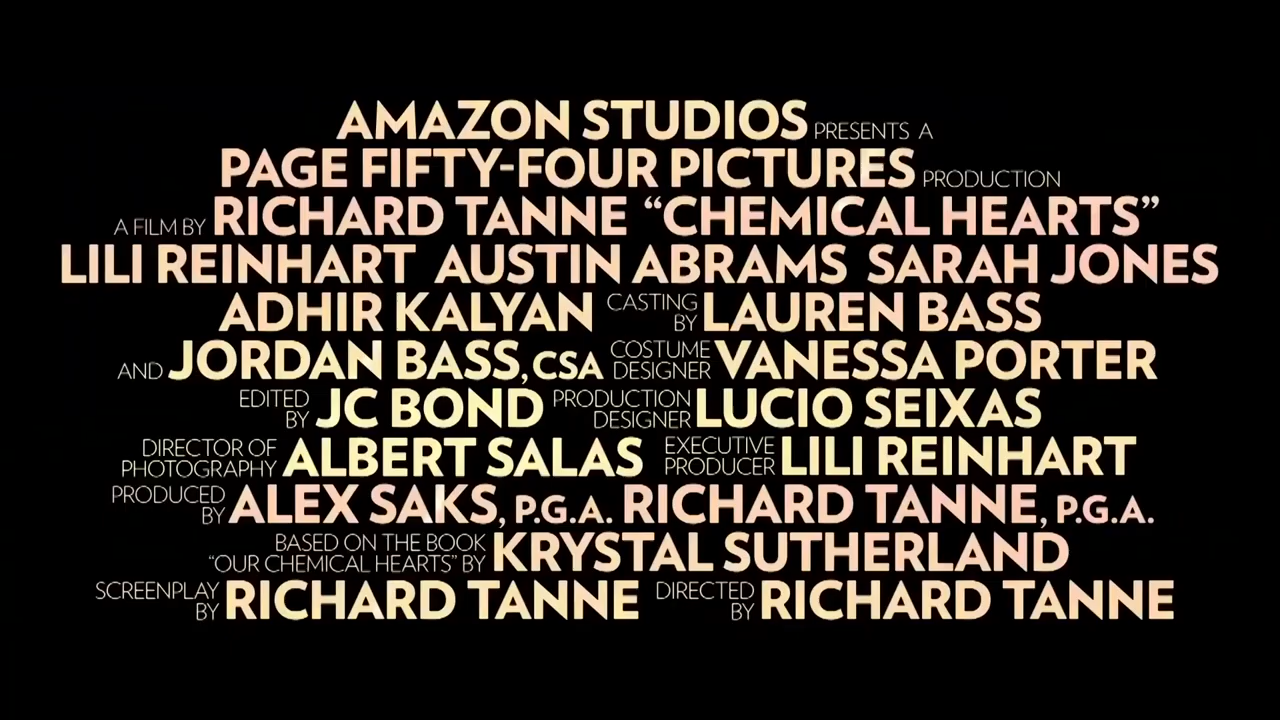 AMAZON STUDIOS PRESENTS A
PAGE FIFTY-FOUR PICTURES PRODUCTION
A FILM BY RICHARD TANNE “CHEMICAL HEARTS”
LILI REINHART AUSTIN ABRAMS SARAH JONES
ADHIR KALYAN CASTING BY LAUREN BASS
AND JORDAN BASS, CSA COSTUME DESIGNER VANESSA PORTER
EDITED BY JC BOND PRODUCTION DESIGNER LUCIO SEIXAS
DIRECTOR OF PHOTOGRAPHY ALBERT SALAS EXECUTIVE PRODUCER LILI REINHART
PRODUCED BY ALEX SAKS, P.G.A. RICHARD TANNE, P.G.A.
BASED ON THE BOOK “OUR CHEMICAL HEARTS” BY KRYSTAL SUTHERLAND
SCREENPLAY BY RICHARD TANNE DIRECTED BY RICHARD TANNE